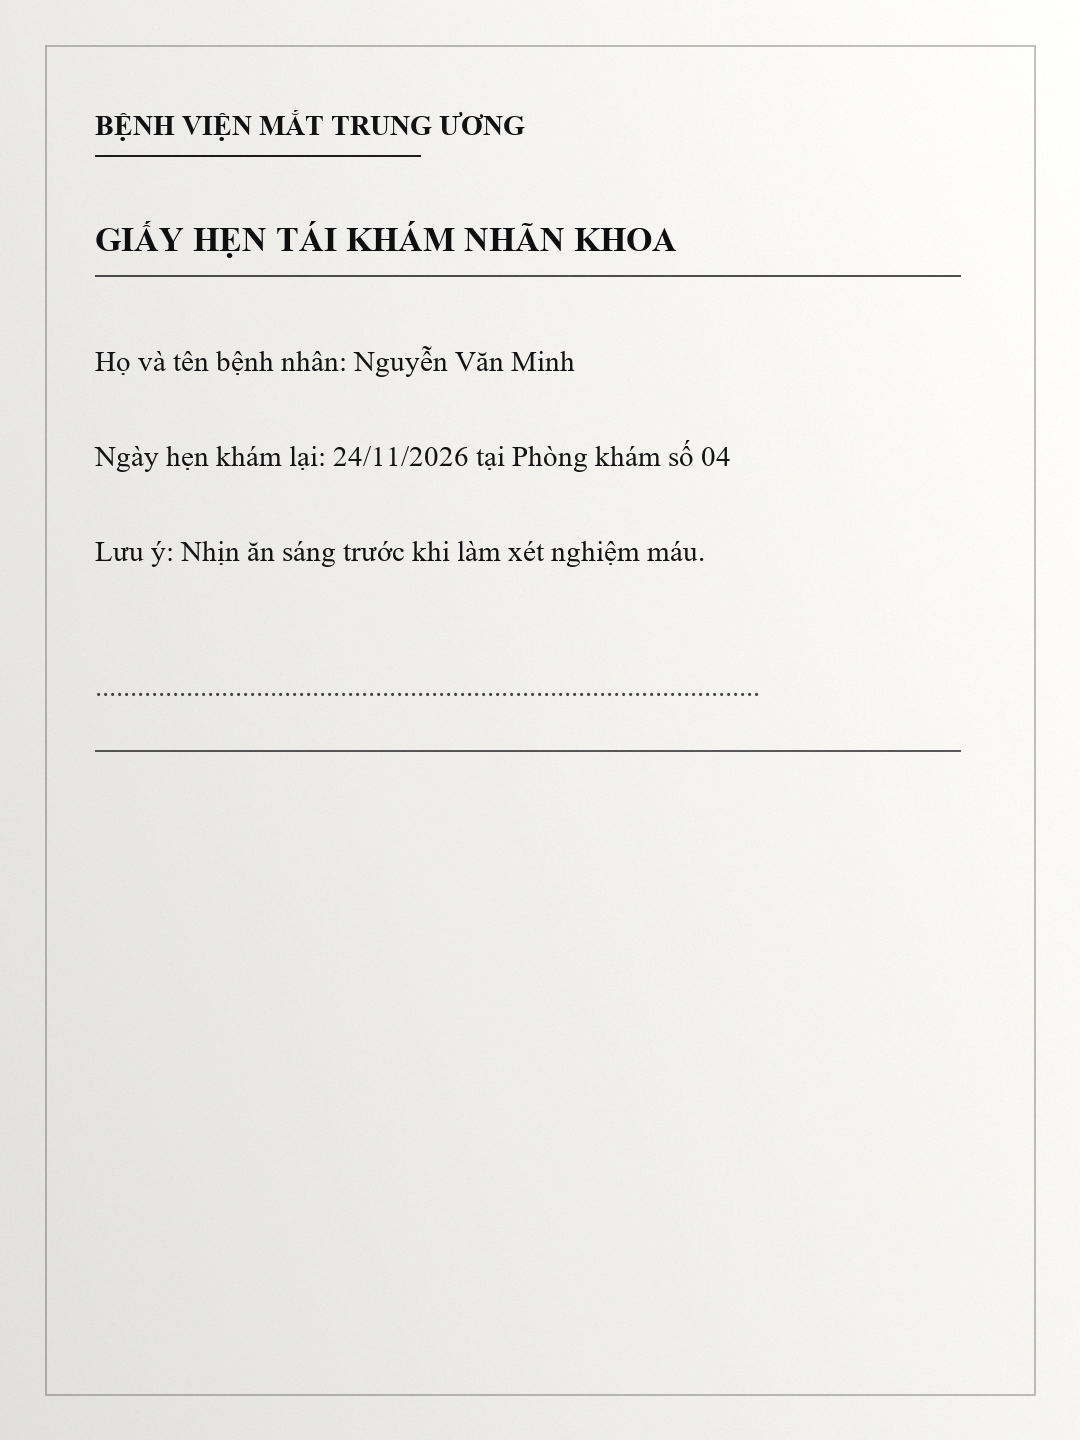 BỆNH VIỆN MẮT TRUNG ƯƠNG
GIẤY HẸN TÁI KHÁM NHÃN KHOA
Họ và tên bệnh nhân: Nguyễn Văn Minh
Ngày hẹn khám lại: 24/11/2026 tại Phòng khám số 04
Lưu ý: Nhịn ăn sáng trước khi làm xét nghiệm máu.
...............................................................................................